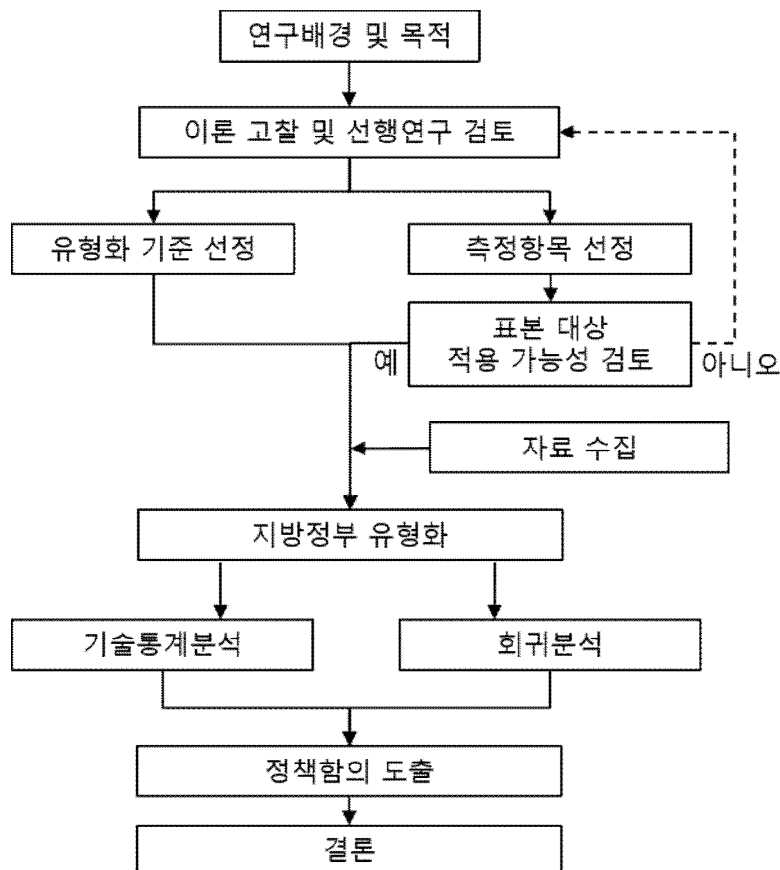 연구배경 및 목적
이론 고찰 및 선행연구 검토
유형화 기준 선정
측정항목 선정
표본 대상
적용 가능성 검토
예
아니오
자료 수집
지방정부 유형화
기술통계분석
회귀분석
정책함의 도출
결론